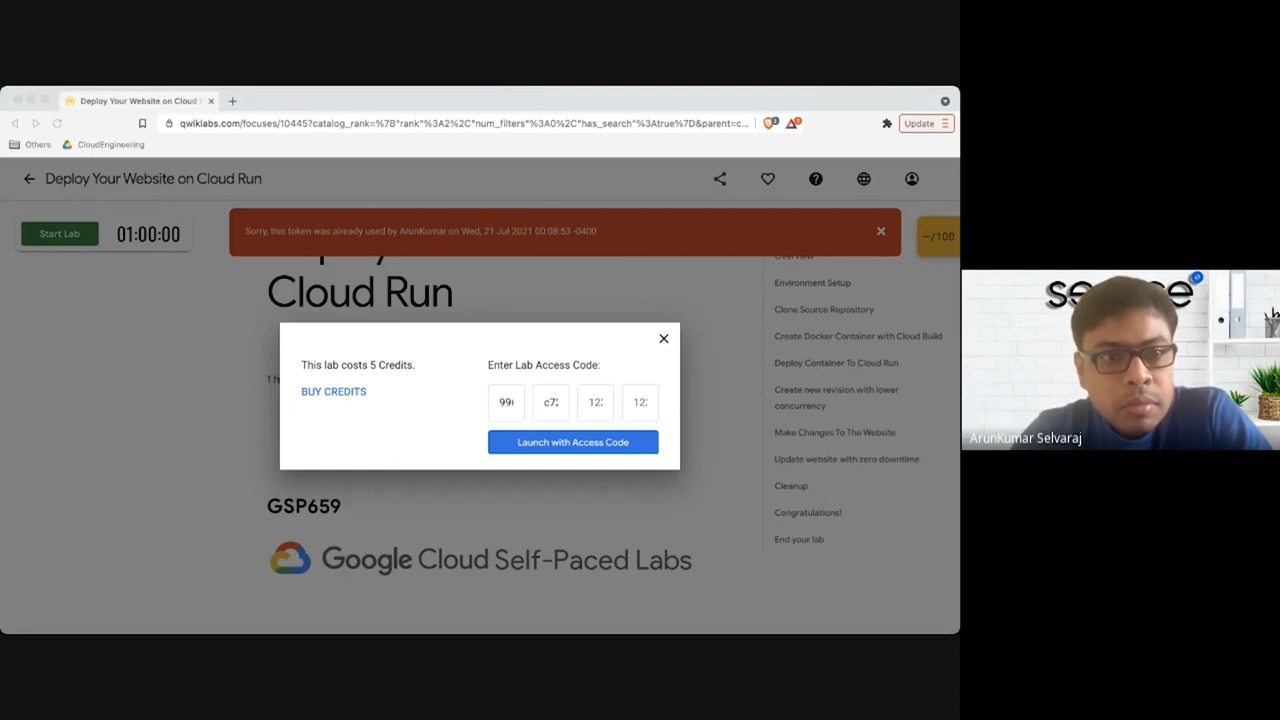 Deploy Your Website on Cloud
qwiklabs.com/focuses/10445?catalog_rank=%7B"rank"%3A2%2C"num_filters"%3A0%2C"has_search"%3Atrue%7D&parent=c...
Update
Others
CloudEngineering
Deploy Your Website on Cloud Run
Start Lab
01:00:00
Sorry, this token was already used by ArunKumar on Wed, 21 Jul 2021 00:08:53 -0400
–/100
Cloud Run
Overview
Environment Setup
Clone Source Repository
Create Docker Container with Cloud Build
Deploy Container To Cloud Run
Create new revision with lower
concurrency
Make Changes To The Website
Update website with zero downtime
Cleanup
Congratulations!
End your lab
This lab costs 5 Credits.
BUY CREDITS
Enter Lab Access Code:
Launch with Access Code
GSP659
Google Cloud Self-Paced Labs
ArunKumar Selvaraj